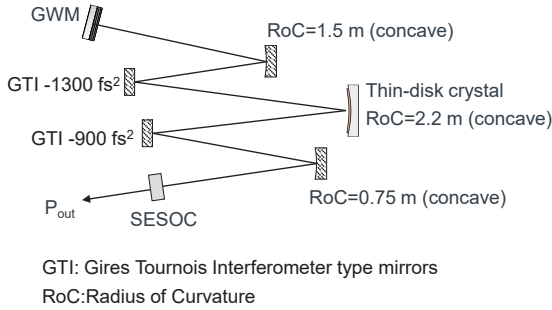 GWM
RoC=1.5 m (concave)
GTI -1300 fs²
Thin-disk crystal
RoC=2.2 m (concave)
GTI -900 fs²
RoC=0.75 m (concave)
Pout
SESOC
GTI: Gires Tournois Interferometer type mirrors
RoC:Radius of Curvature